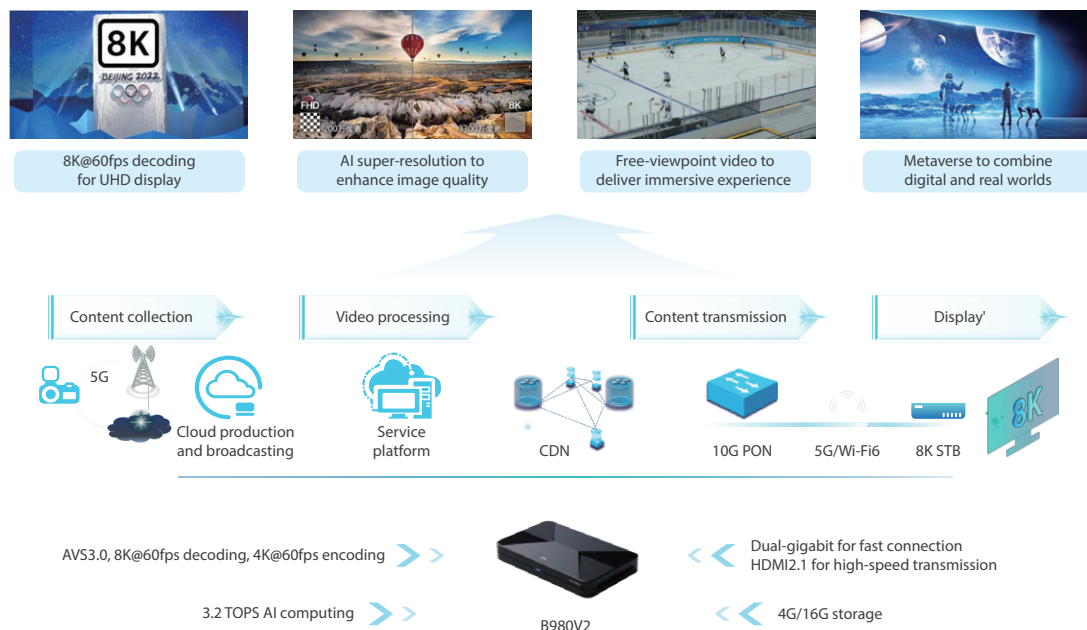 8K
BEIJING 2022
FHD
8K
8K@60fps decoding
for UHD display
AI super-resolution to
enhance image quality
Free-viewpoint video to
deliver immersive experience
Metaverse to combine
digital and real worlds
Content collection
Video processing
Content transmission
Display'
5G
8K
Cloud production
and broadcasting
Service
platform
CDN
10G PON
5G/Wi-Fi6
8K STB
AVS3.0, 8K@60fps decoding, 4K@60fps encoding
Dual-gigabit for fast connection
HDMI2.1 for high-speed transmission
3.2 TOPS AI computing
4G/16G storage
B980V2